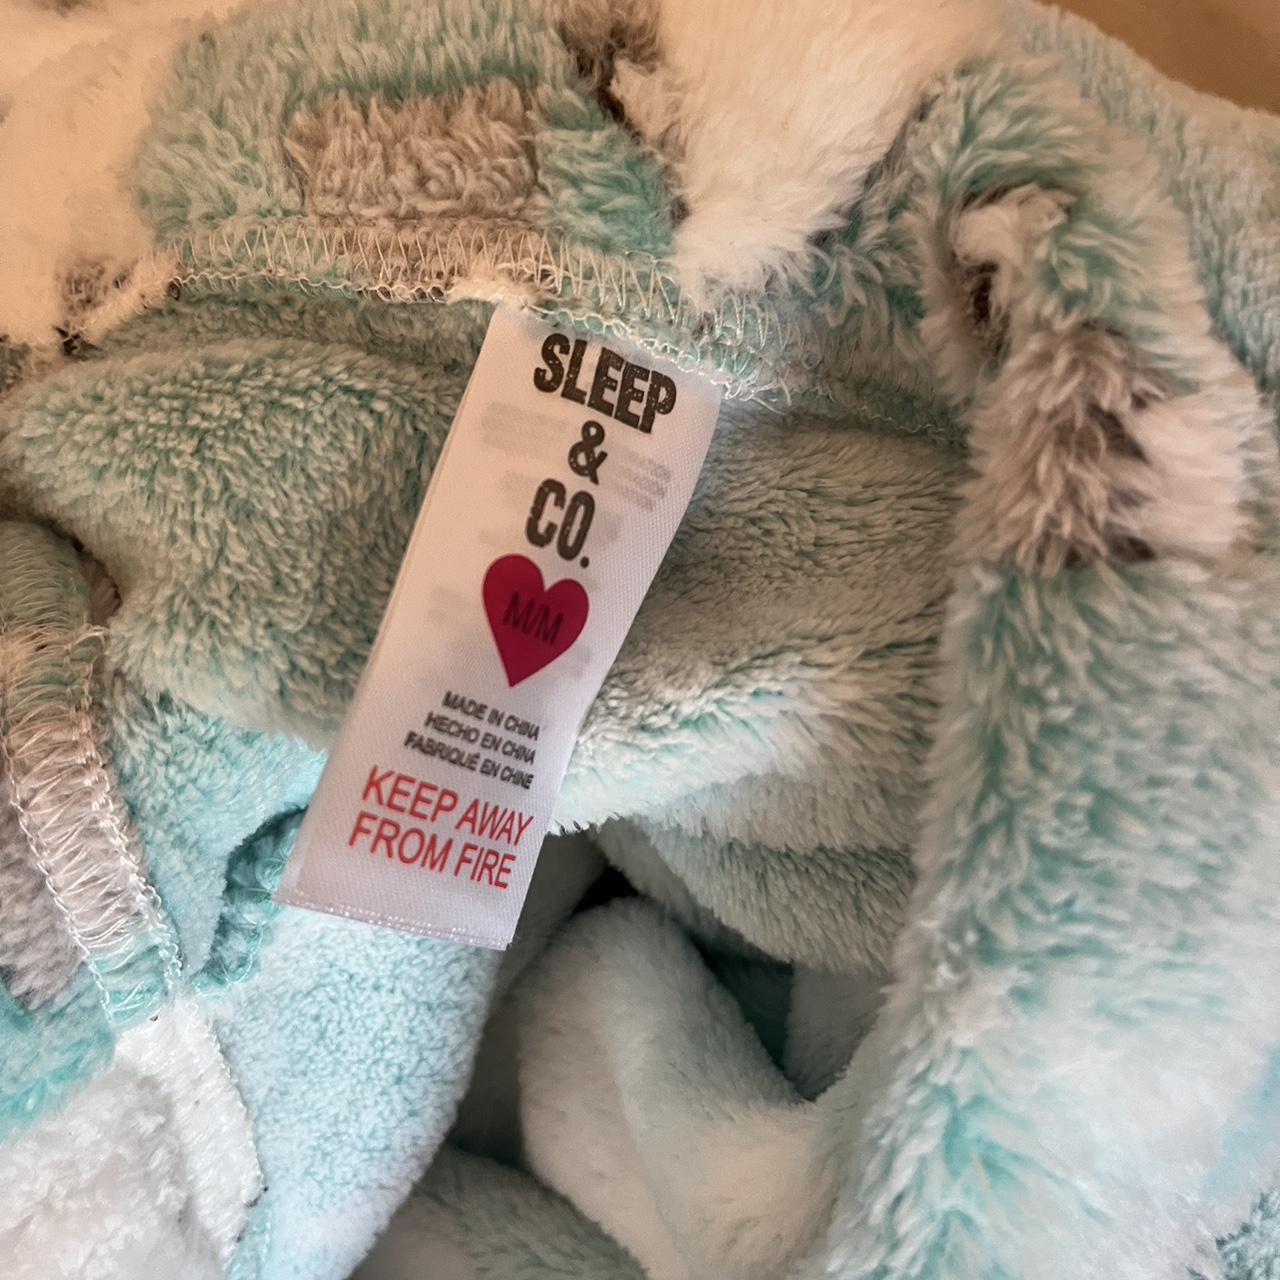 SLEEP
&
CO.
M/M
MADE IN CHINA
HECHO EN CHINA
FABRIQUÉ EN CHINE
KEEP AWAY
FROM FIRE